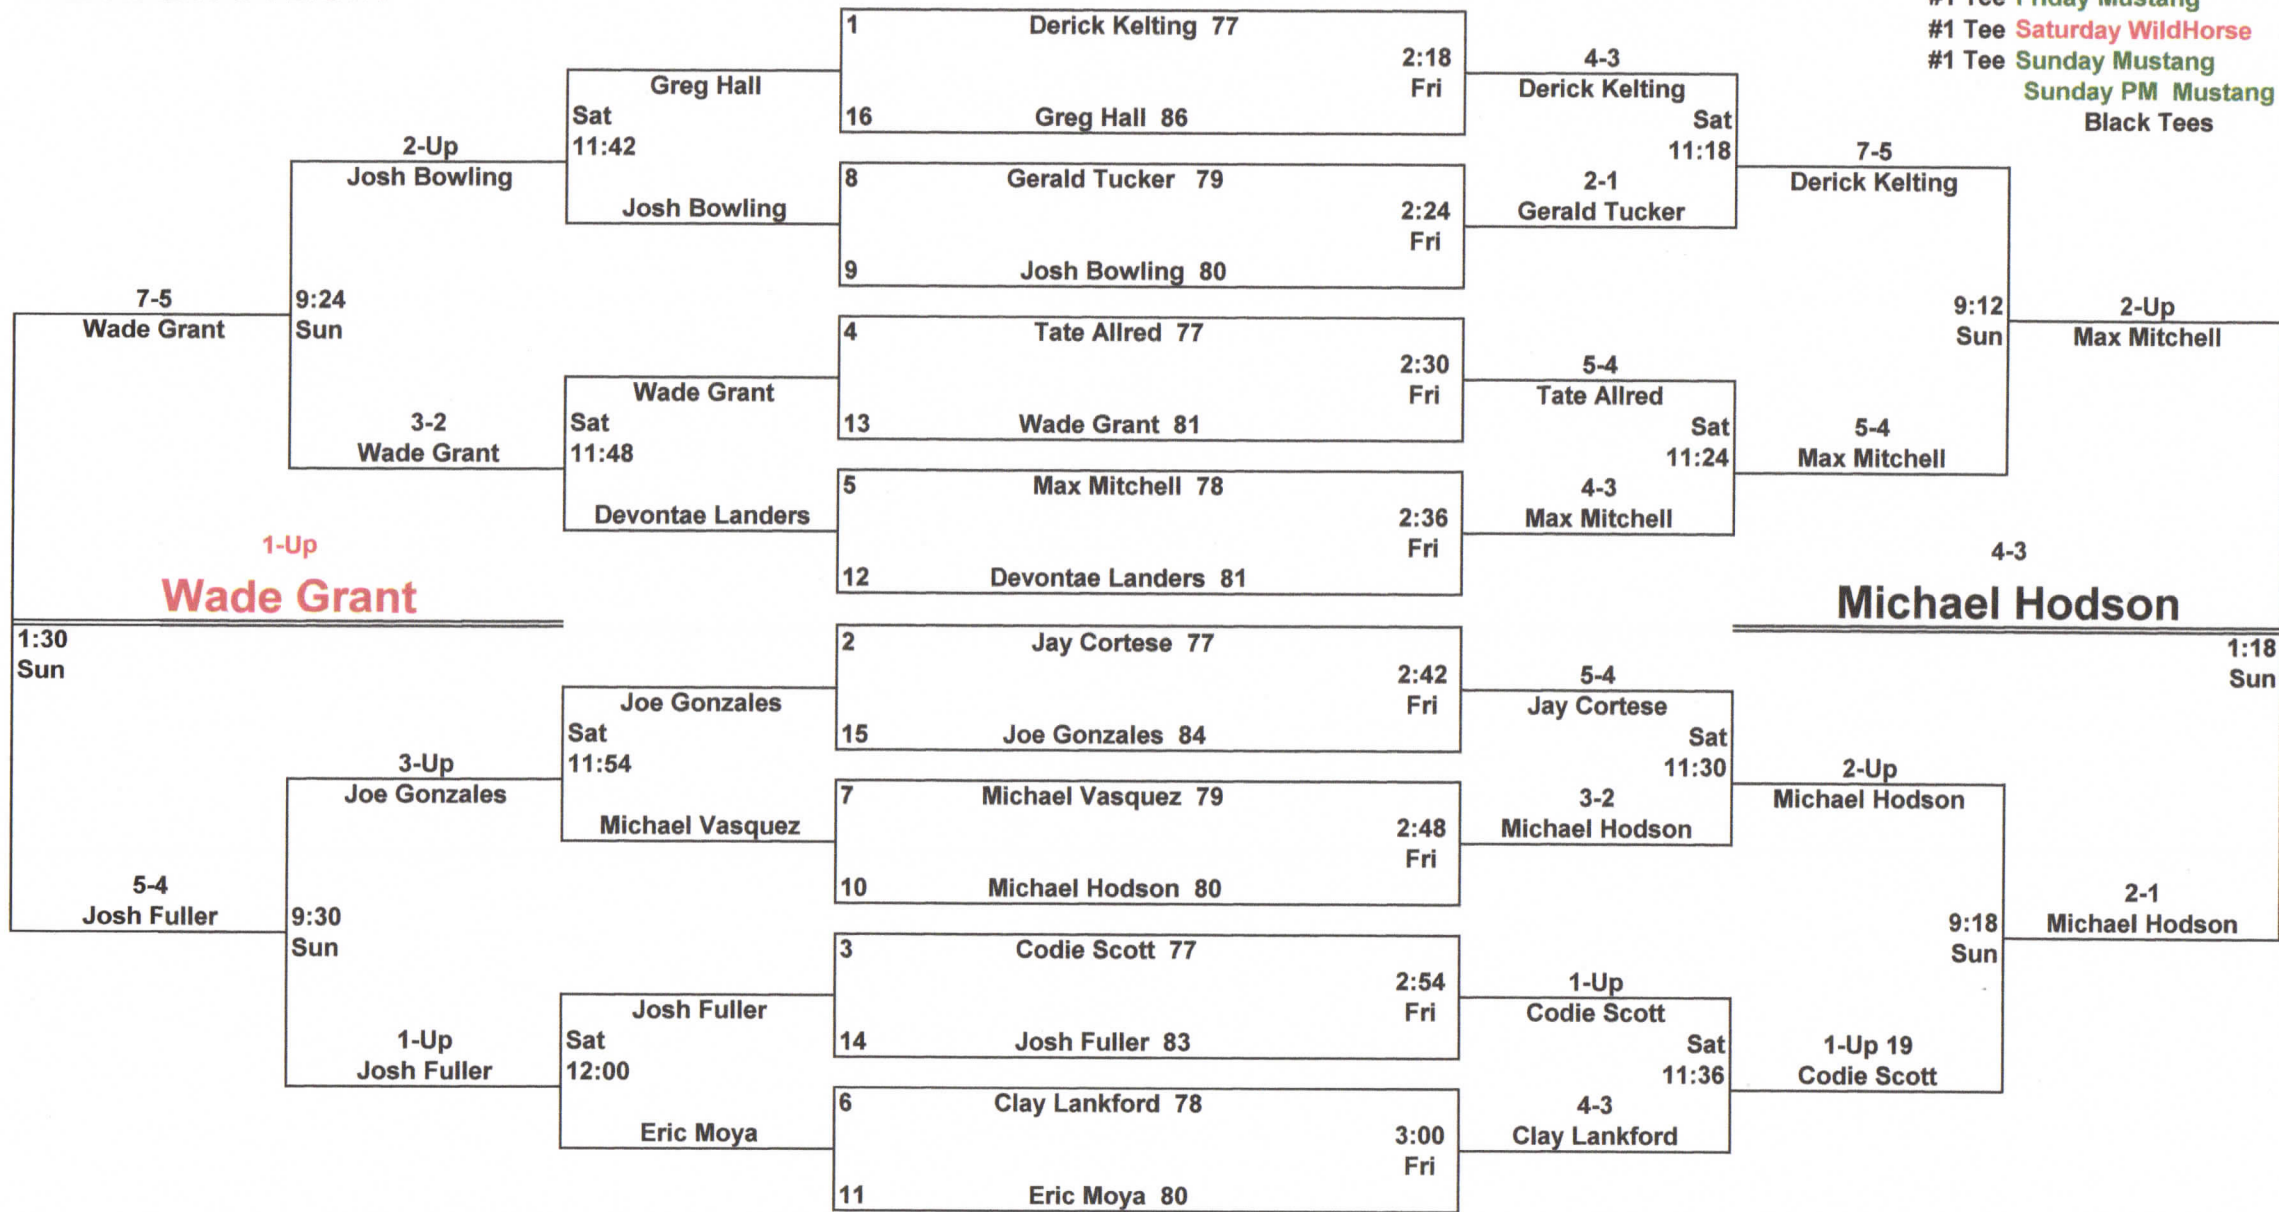 #1 Tee Friday Mustang
#1 Tee Saturday WildHorse
#1 Tee Sunday Mustang
Sunday PM Mustang
Black Tees
1 Derick Kelting 77
2:18
Fri
16 Greg Hall 86
8 Gerald Tucker 79
2:24
Fri
9 Josh Bowling 80
4 Tate Allred 77
2:30
Fri
13 Wade Grant 81
5 Max Mitchell 78
2:36
Fri
12 Devontae Landers 81
2 Jay Cortese 77
2:42
Fri
15 Joe Gonzales 84
7 Michael Vasquez 79
2:48
Fri
10 Michael Hodson 80
3 Codie Scott 77
2:54
Fri
14 Josh Fuller 83
6 Clay Lankford 78
3:00
Fri
11 Eric Moya 80
Greg Hall
Sat
11:42
Josh Bowling
Wade Grant
Sat
11:48
Devontae Landers
Joe Gonzales
Sat
11:54
Michael Vasquez
Josh Fuller
Sat
12:00
Eric Moya
2-Up
Josh Bowling
9:24
Sun
3-2
Wade Grant
3-Up
Joe Gonzales
9:30
Sun
1-Up
Josh Fuller
7-5
Wade Grant
1-Up
Wade Grant
1:30
Sun
5-4
Josh Fuller
4-3
Derick Kelting
Sat
11:18
2-1
Gerald Tucker
5-4
Tate Allred
Sat
11:24
4-3
Max Mitchell
5-4
Jay Cortese
Sat
11:30
3-2
Michael Hodson
1-Up
Codie Scott
Sat
11:36
4-3
Clay Lankford
7-5
Derick Kelting
9:12
Sun
5-4
Max Mitchell
2-Up
Michael Hodson
9:18
Sun
1-Up 19
Codie Scott
2-Up
Max Mitchell
4-3
Michael Hodson
1:18
Sun
2-1
Michael Hodson